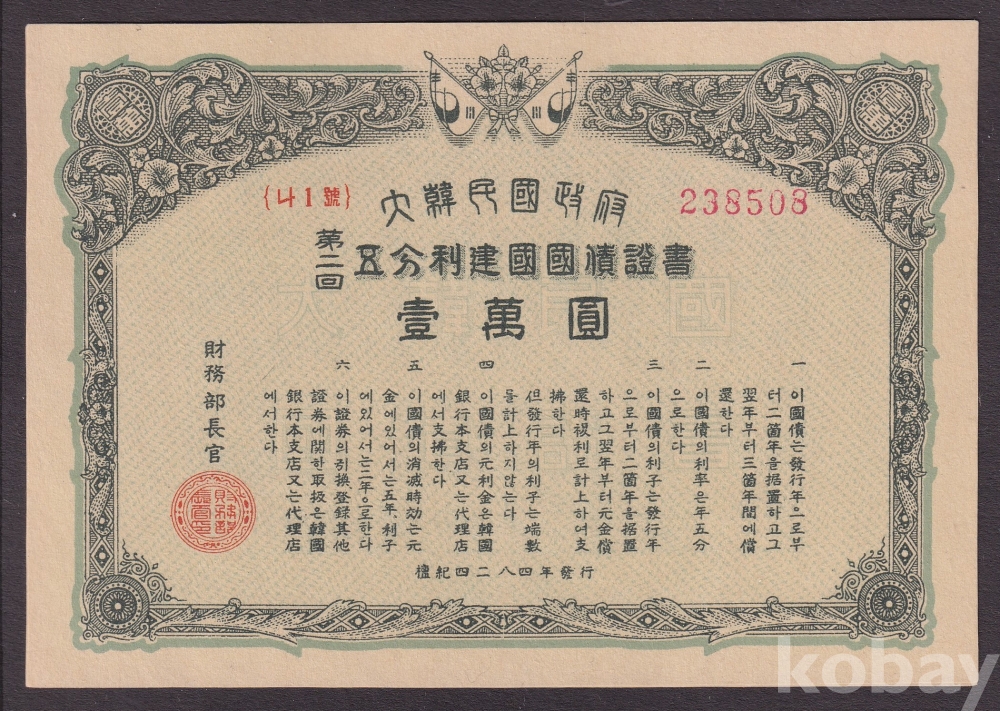 大韓民國政府
{41號}
238508
第二回
五分利建國國債證書
壹萬圓
一 이國債는發行年으로부
터二箇年을据置하고그
翌年부터三箇年間에償
還한다
二 이國債의利率은年五分
으로한다
三 이國債의利子는發行年
으로부터二箇年을据置
하고그翌年부터元金償
還時複利로計上하여支
拂한다
但發行年의利子는端數
를計上하지않는다
四 이國債의元利金은韓國
銀行本支店又는代理店
에서支拂한다
五 이國債의消滅時効는元
金에있어서는五年、利子
에있어서는二年으로한다
六 이證券의引換登錄其他
證券에開한取扱은韓國
銀行本支店又는代理店
에서한다
財務部長官
檀紀四二八四年發行
kobay